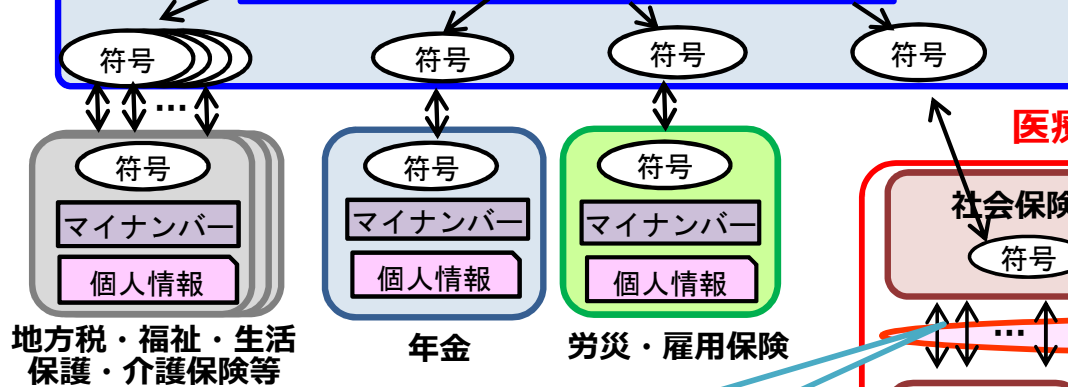 符号
符号
符号
符号
…
医療
符号
マイナンバー
個人情報
地方税・福祉・生活
保護・介護保険等
符号
マイナンバー
個人情報
年金
符号
マイナンバー
個人情報
労災・雇用保険
社会保険
符号
…